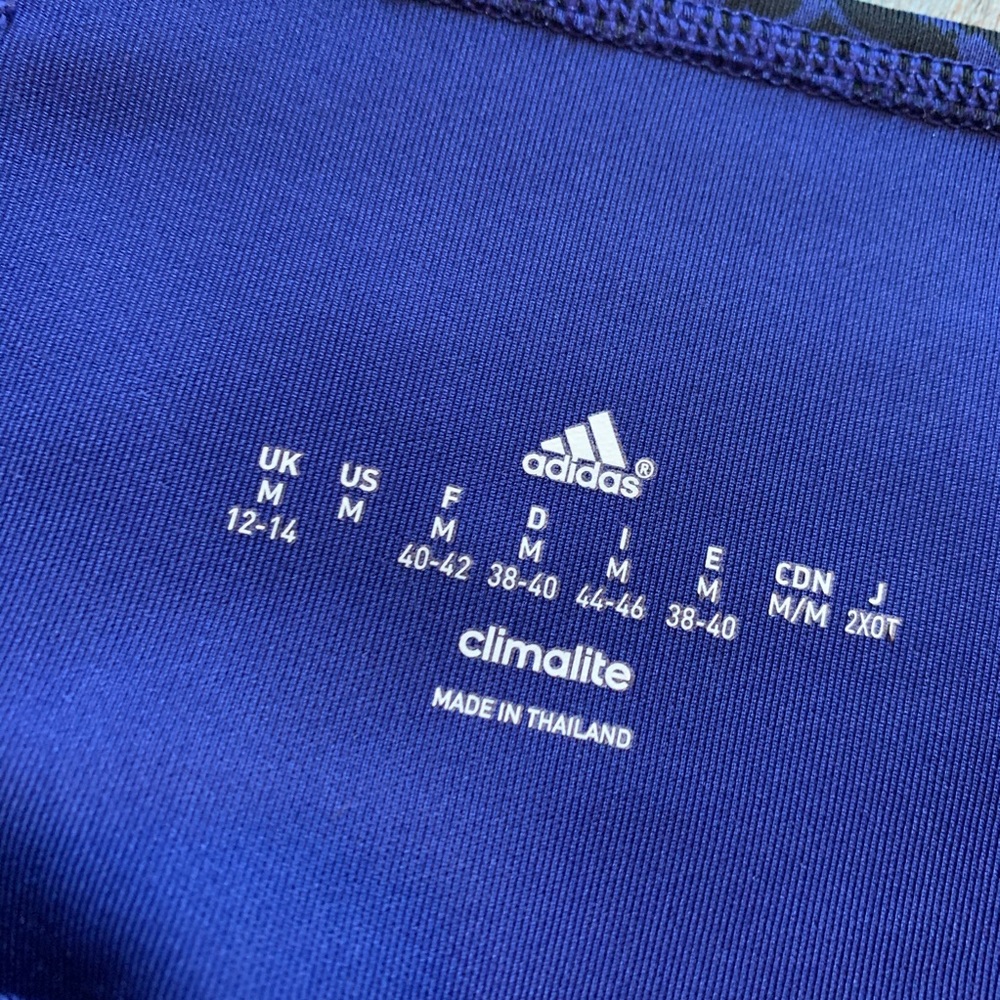 adidas®
UK US F D I E CDN J
M M M M M M M/M 2XOT
12-14 40-42 38-40 44-46 38-40
climalite
MADE IN THAILAND